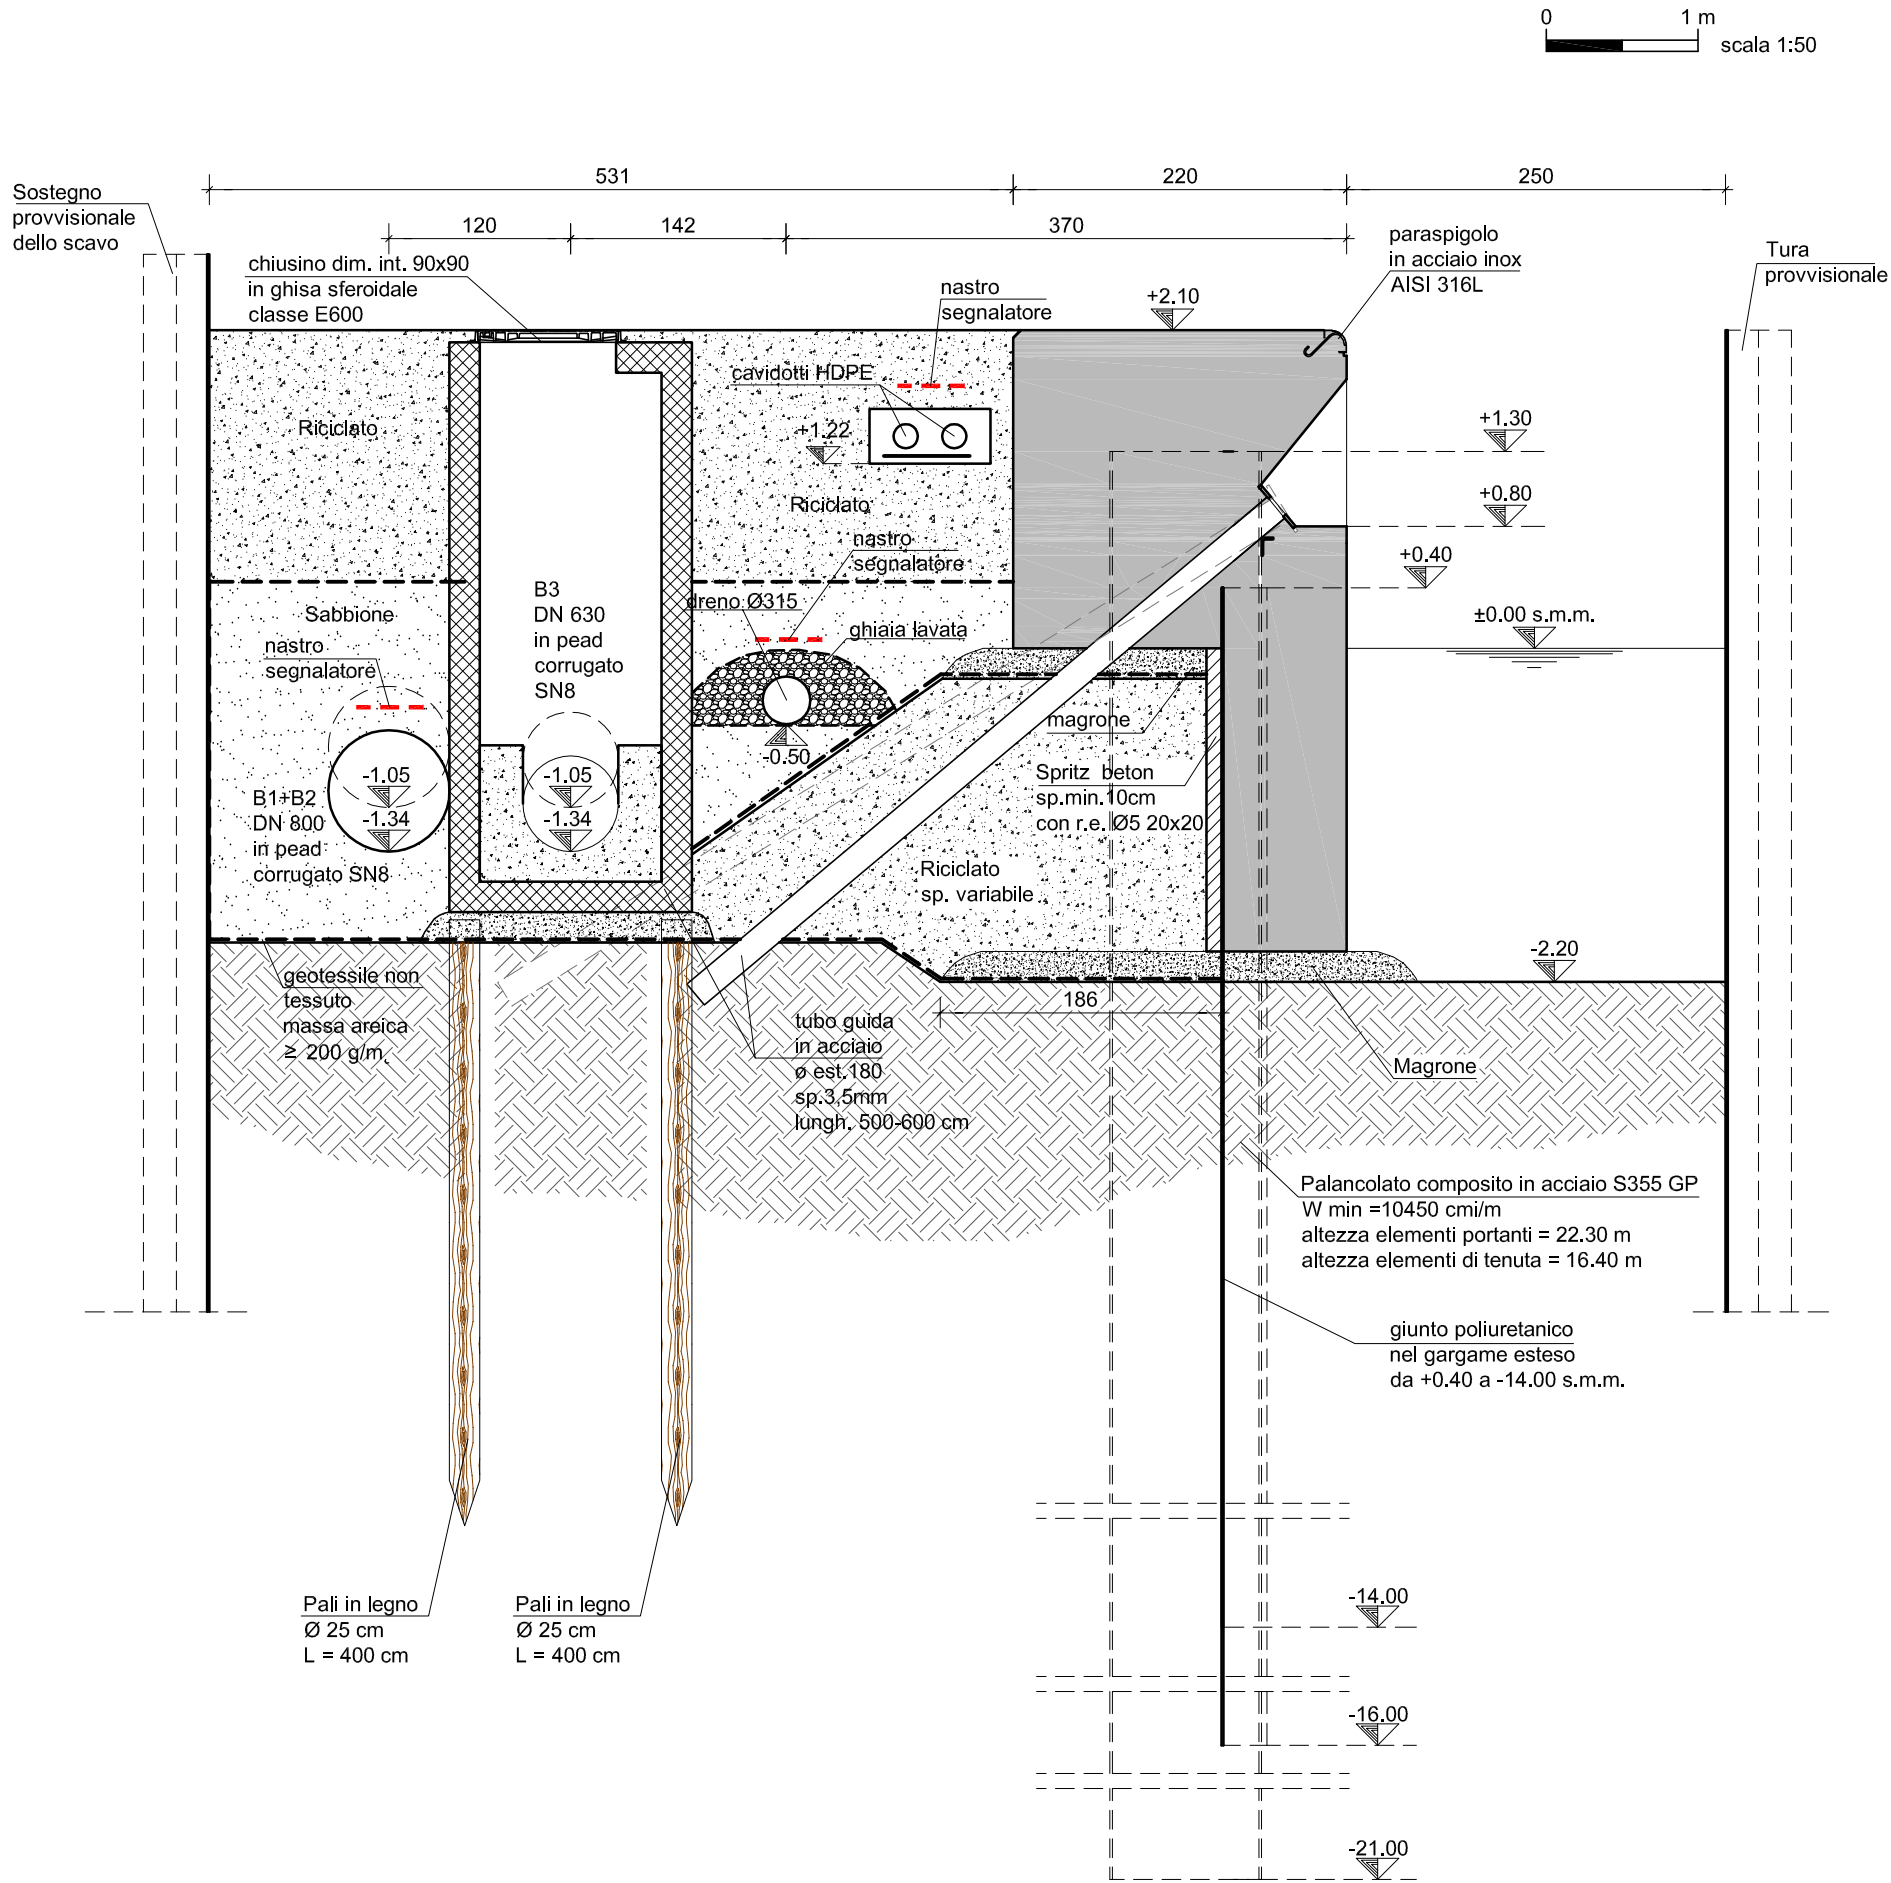 0
1 m
scala 1:50
531
220
250
120
142
370
Sostegno
provvisionale
dello scavo
chiusino dim. int. 90x90
in ghisa sferoidale
classe E600
nastro
segnalatore
+2.10
paraspigolo
in acciaio inox
AISI 316L
Tura
provvisionale
cavidotti HDPE
+1.22
Riciclato
Riciclato
+1.30
+0.80
+0.40
±0.00 s.m.m.
nastro
segnalatore
dreno Ø315
ghiaia lavata
Sabbione
nastro
segnalatore
B3
DN 630
in pead
corrugato
SN8
-1.05
-1.34
-1.05
-1.34
B1+B2
DN 800
in pead
corrugato SN8
-0.50
magrone
Spritz beton
sp.min.10cm
con r.e. Ø5 20x20
Riciclato
sp. variabile
-2.20
186
geotessile non
tessuto
massa areica
≥ 200 g/m
tubo guida
in acciaio
ø est.180
sp.3,5mm
lungh. 500-600 cm
Magrone
Palancolato composito in acciaio S355 GP
W min =10450 cmi/m
altezza elementi portanti = 22.30 m
altezza elementi di tenuta = 16.40 m
giunto poliuretanico
nel gargame esteso
da +0.40 a -14.00 s.m.m.
Pali in legno
Ø 25 cm
L = 400 cm
Pali in legno
Ø 25 cm
L = 400 cm
-14.00
-16.00
-21.00